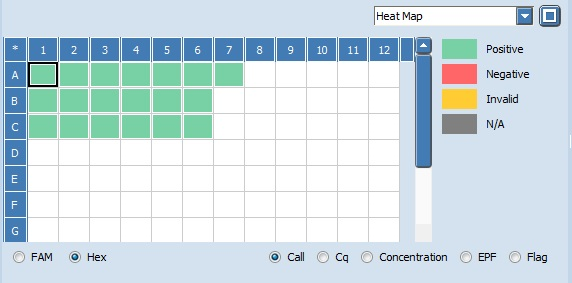 Heat Map
* 1 2 3 4 5 6 7 8 9 10 11 12
A Positive
Negative
B Invalid
C N/A
D
E
F
G
FAM Hex Call Cq Concentration EPF Flag